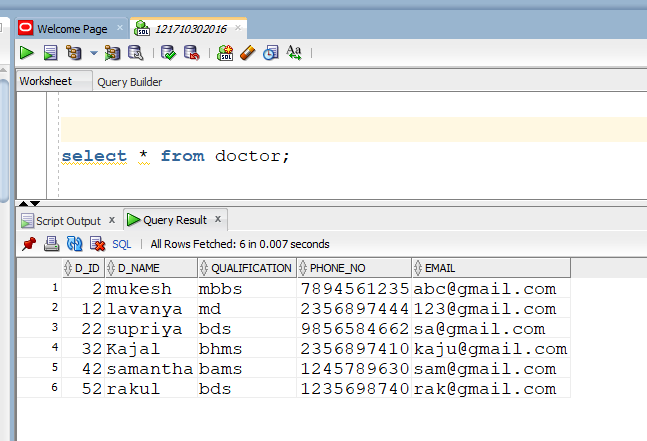 Welcome Page × 121710302016 ×
Worksheet Query Builder
select * from doctor;
Script Output × Query Result ×
SQL | All Rows Fetched: 6 in 0.007 seconds
D_ID D_NAME QUALIFICATION PHONE_NO EMAIL
1 2 mukesh mbbs 7894561235 abc@gmail.com
2 12 lavanya md 2356897444 123@gmail.com
3 22 supriya bds 9856584662 sa@gmail.com
4 32 Kajal bhms 2356897410 kaju@gmail.com
5 42 samantha bams 1245789630 sam@gmail.com
6 52 rakul bds 1235698740 rak@gmail.com